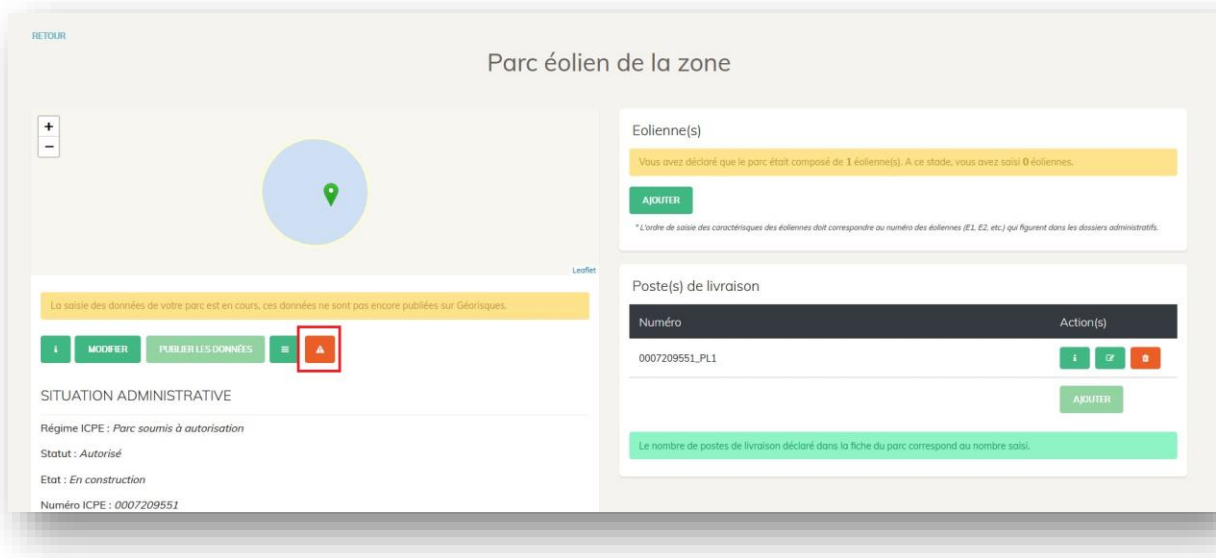 RETOUR
Parc éolien de la zone
+
−
Leaflet
La saisie des données de votre parc est en cours, ces données ne sont pas encore publiées sur Géorisques.
i MODIFIER PUBLIER LES DONNÉES
SITUATION ADMINISTRATIVE
Régime ICPE : Parc soumis à autorisation
Statut : Autorisé
Etat : En construction
Numéro ICPE : 0007209551
Eolienne(s)
Vous avez déclaré que le parc était composé de 1 éolienne(s). A ce stade, vous avez saisi 0 éoliennes.
AJOUTER
* L'ordre de saisie des caractérisques des éoliennes doit correspondre au numéro des éoliennes (E1, E2, etc.) qui figurent dans les dossiers administratifs.
Poste(s) de livraison
Numéro Action(s)
0007209551_PL1 i
AJOUTER
Le nombre de postes de livraison déclaré dans la fiche du parc correspond au nombre saisi.